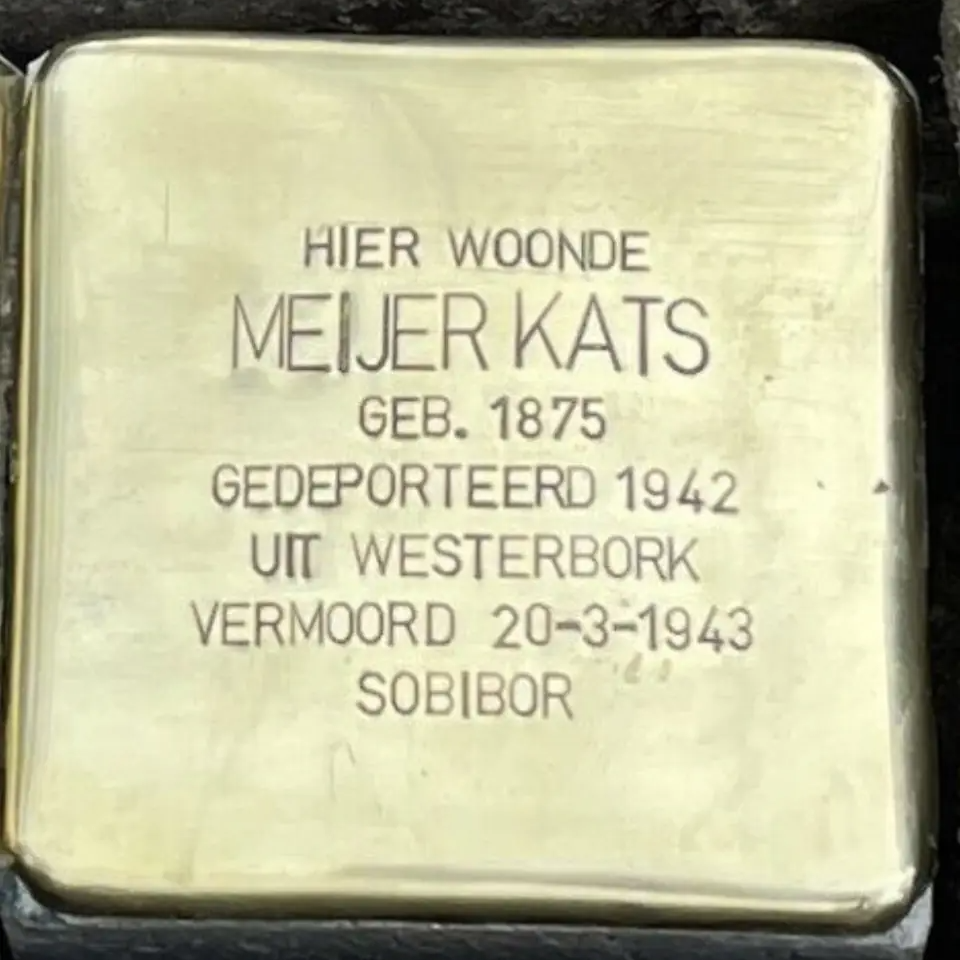 HIER WOONDE
MEIJER KATS
GEB. 1875
GEDEPORTEERD 1942
UIT WESTERBORK
VERMOORD 20-3-1943
SOBIBOR